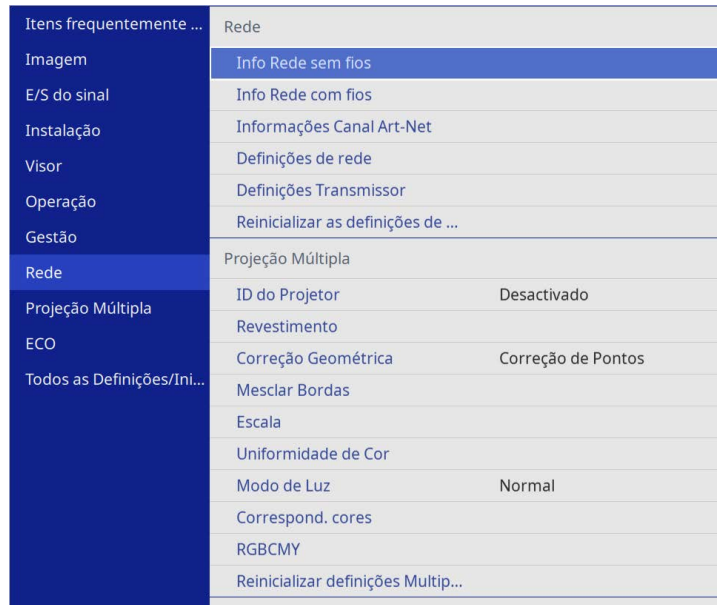 Itens frequentemente ...
Imagem
E/S do sinal
Instalação
Visor
Operação
Gestão
Rede
Projeção Múltipla
ECO
Todos as Definições/Ini...
Rede
Info Rede sem fios
Info Rede com fios
Informações Canal Art-Net
Definições de rede
Definições Transmissor
Reinicializar as definições de ...
Projeção Múltipla
ID do Projetor Desactivado
Revestimento
Correção Geométrica Correção de Pontos
Mesclar Bordas
Escala
Uniformidade de Cor
Modo de Luz Normal
Correspond. cores
RGBCMY
Reinicializar definições Multip...